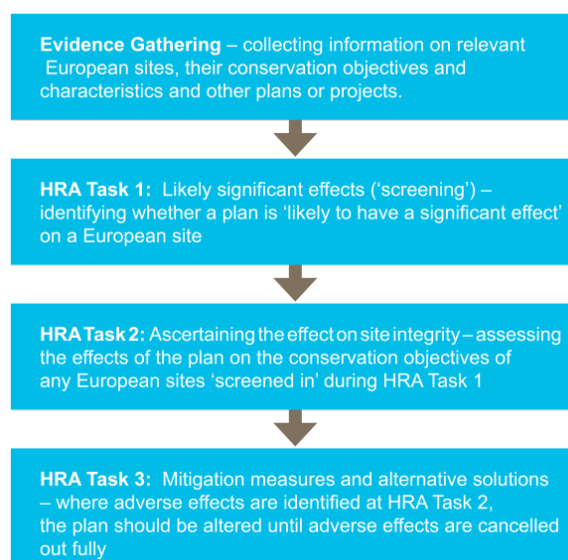 Evidence Gathering – collecting information on relevant
European sites, their conservation objectives and
characteristics and other plans or projects.
HRA Task 1: Likely significant effects (‘screening’) –
identifying whether a plan is ‘likely to have a significant effect’
on a European site
HRA Task 2: Ascertaining the effect on site integrity – assessing
the effects of the plan on the conservation objectives of
any European sites ‘screened in’ during HRA Task 1
HRA Task 3: Mitigation measures and alternative solutions
– where adverse effects are identified at HRA Task 2,
the plan should be altered until adverse effects are cancelled
out fully